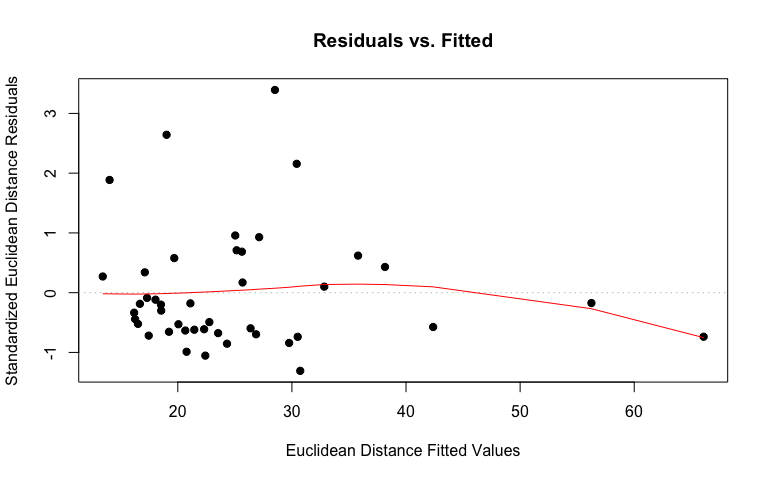 Residuals vs. Fitted
Standardized Euclidean Distance Residuals
3
2
1
0
-1
20 30 40 50 60
Euclidean Distance Fitted Values